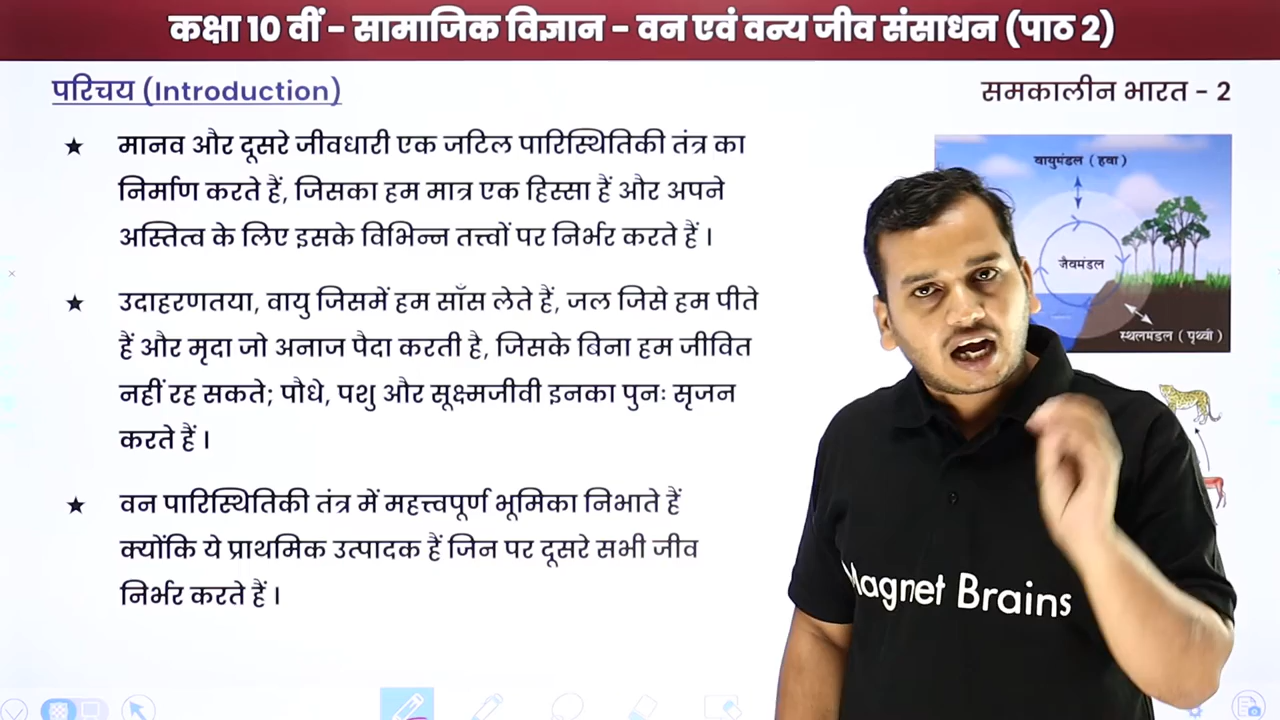 कक्षा 10 वीं - सामाजिक विज्ञान - वन एवं वन्य जीव संसाधन (पाठ 2)
परिचय (Introduction)
समकालीन भारत - 2
★ मानव और दूसरे जीवधारी एक जटिल पारिस्थितिकी तंत्र का
निर्माण करते हैं, जिसका हम मात्र एक हिस्सा हैं और अपने
अस्तित्व के लिए इसके विभिन्न तत्त्वों पर निर्भर करते हैं ।
★ उदाहरणतया, वायु जिसमें हम साँस लेते हैं, जल जिसे हम पीते
हैं और मृदा जो अनाज पैदा करती है, जिसके बिना हम जीवित
नहीं रह सकते; पौधे, पशु और सूक्ष्मजीवी इनका पुनः सृजन
करते हैं ।
★ वन पारिस्थितिकी तंत्र में महत्त्वपूर्ण भूमिका निभाते हैं
क्योंकि ये प्राथमिक उत्पादक हैं जिन पर दूसरे सभी जीव
निर्भर करते हैं ।
वायुमंडल ( हवा )
जैवमंडल
स्थलमंडल ( पृथ्वी )
Magnet Brains